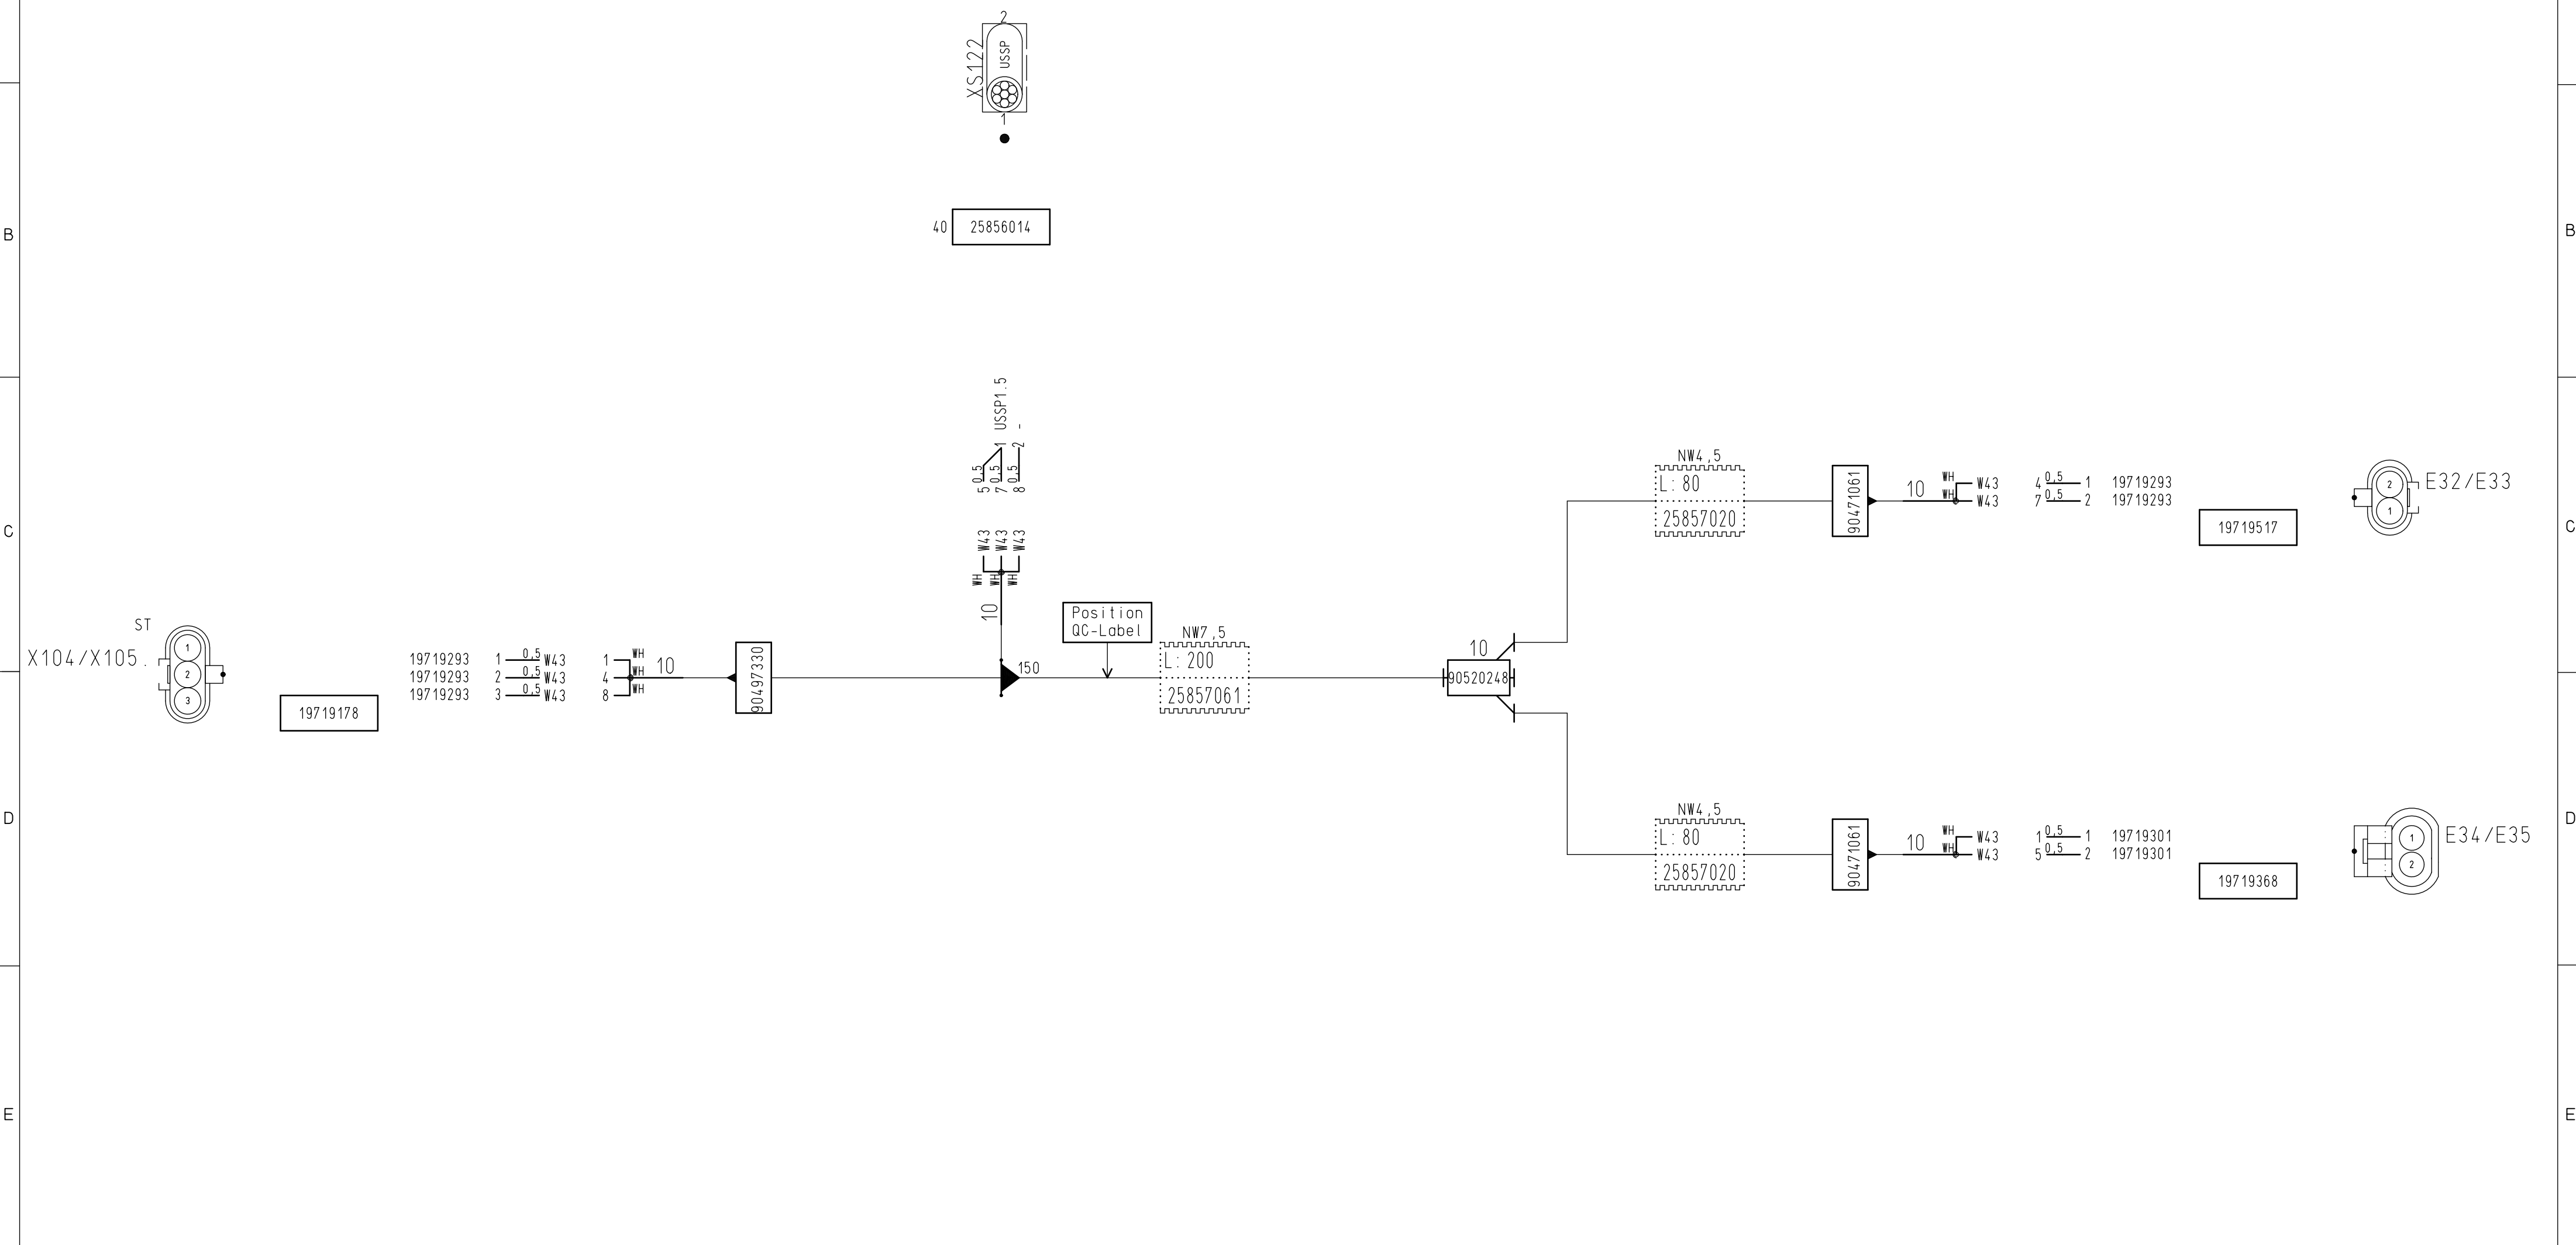 2
XS122
USSP
1
40
25856014
B
B
USSP1.5
1
2 -
0,5
0,5
0,5
5
7
8
W43
W43
W43
WH
WH
WH
10
C
C
NW4,5
L: 80
25857020
90471061
10
WH
WH
W43 4 0,5 1 19719293
W43 7 0,5 2 19719293
19719517
2
1
E32/E33
ST
X104/X105.
1
2
3
19719178
19719293 1 0,5 W43 1 WH
19719293 2 0,5 W43 4 WH
19719293 3 0,5 W43 8 WH
10
90497330
150
Position
QC-Label
NW7,5
L: 200
25857061
10
90520248
D
D
NW4,5
L: 80
25857020
90471061
10
WH
WH
W43 1 0,5 1 19719301
W43 5 0,5 2 19719301
19719368
1
2
E34/E35
E
E